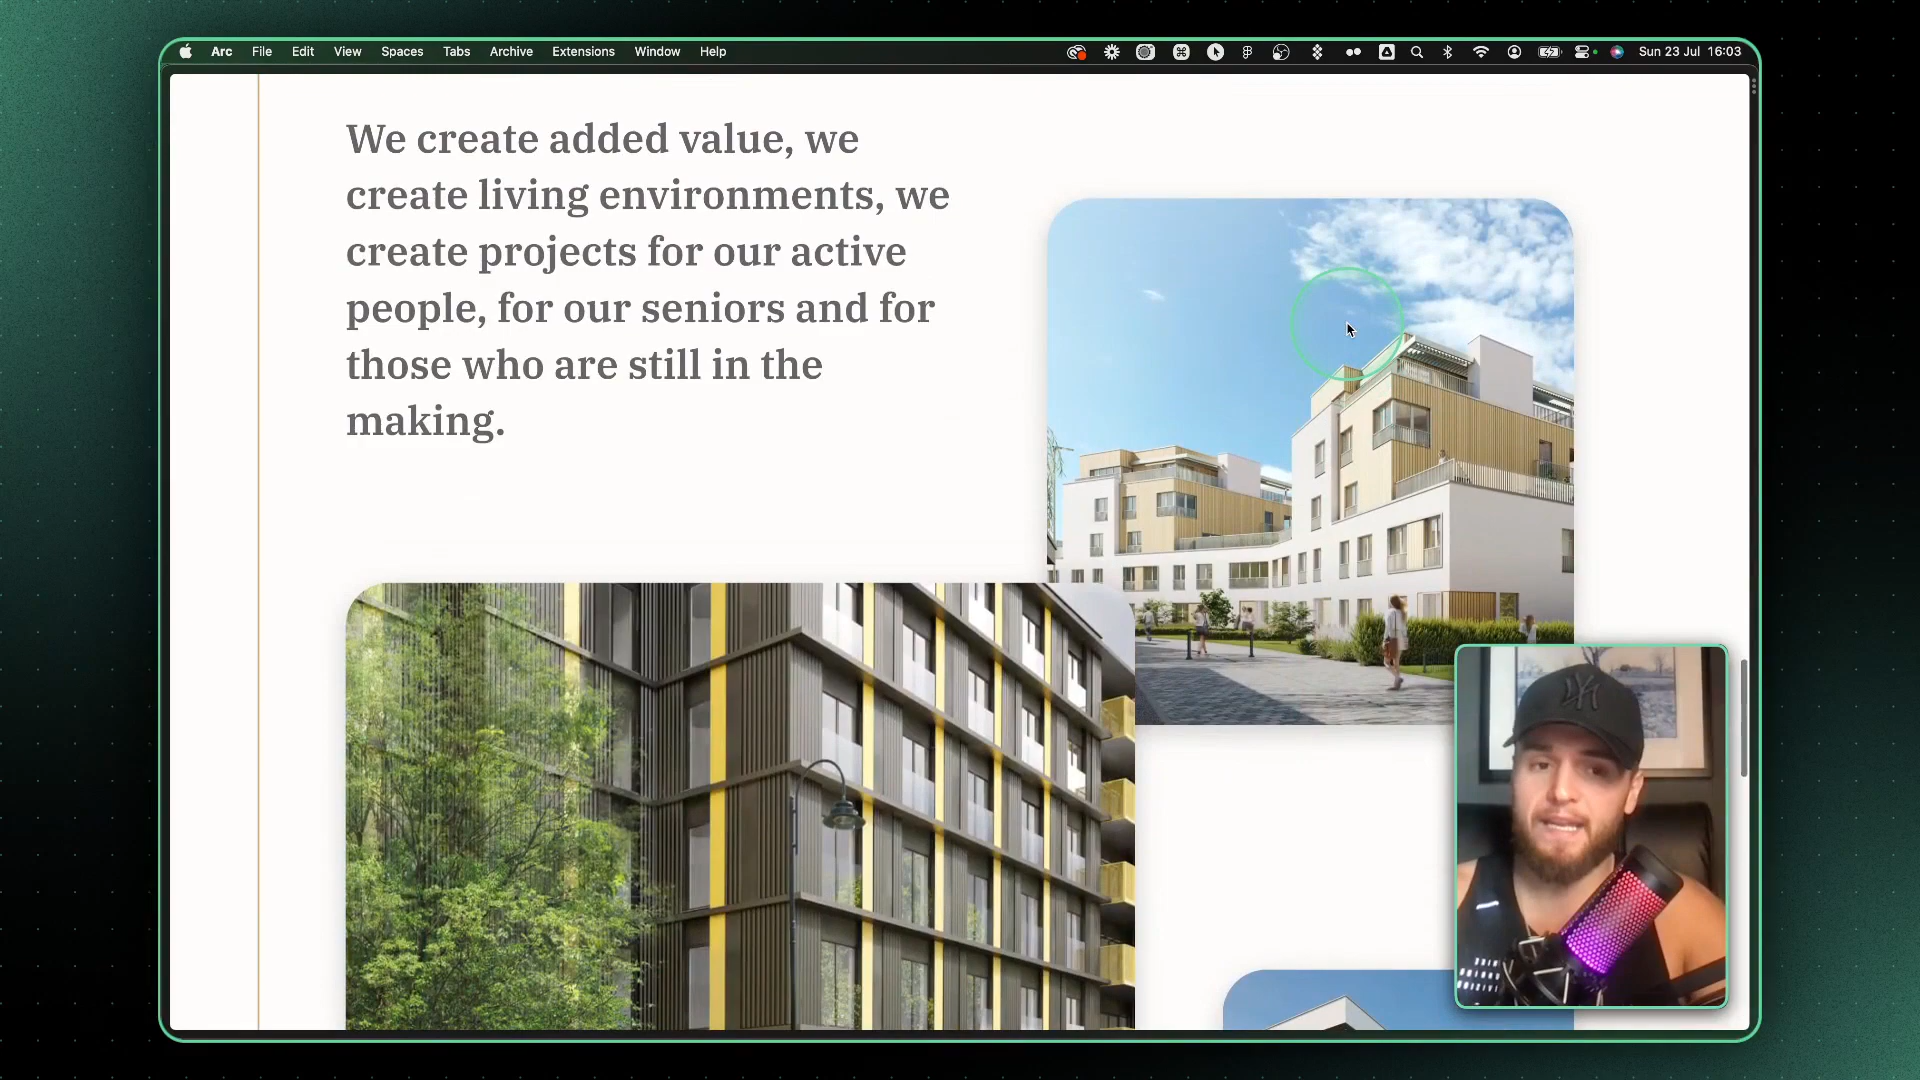 Arc File Edit View Spaces Tabs Archive Extensions Window Help Sun 23 Jul 16:03
We create added value, we
create living environments, we
create projects for our active
people, for our seniors and for
those who are still in the
making.